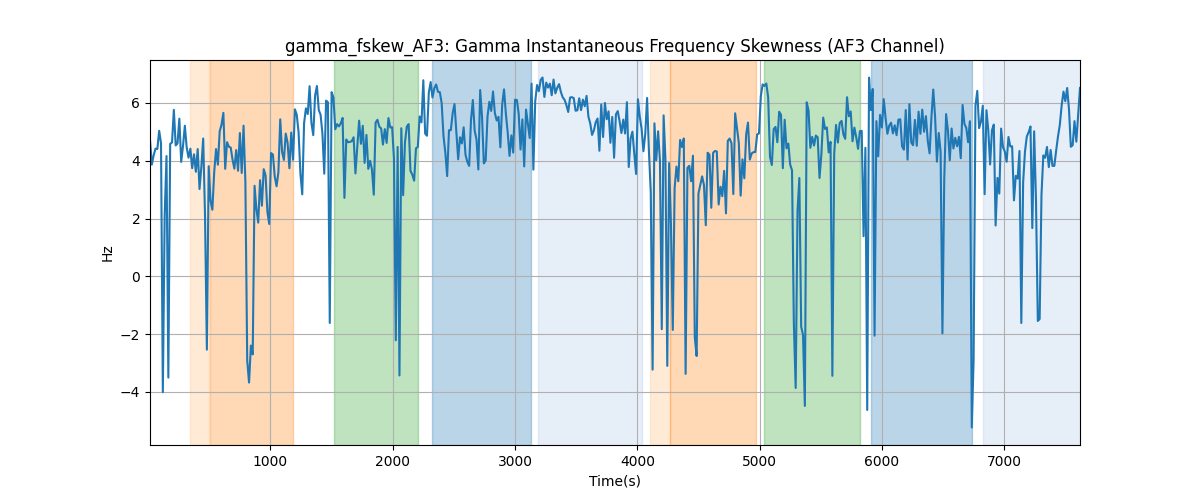 gamma_fskew_AF3: Gamma Instantaneous Frequency Skewness (AF3 Channel)
Hz
6
4
2
0
−2
−4
1000 2000 3000 4000 5000 6000 7000
Time(s)